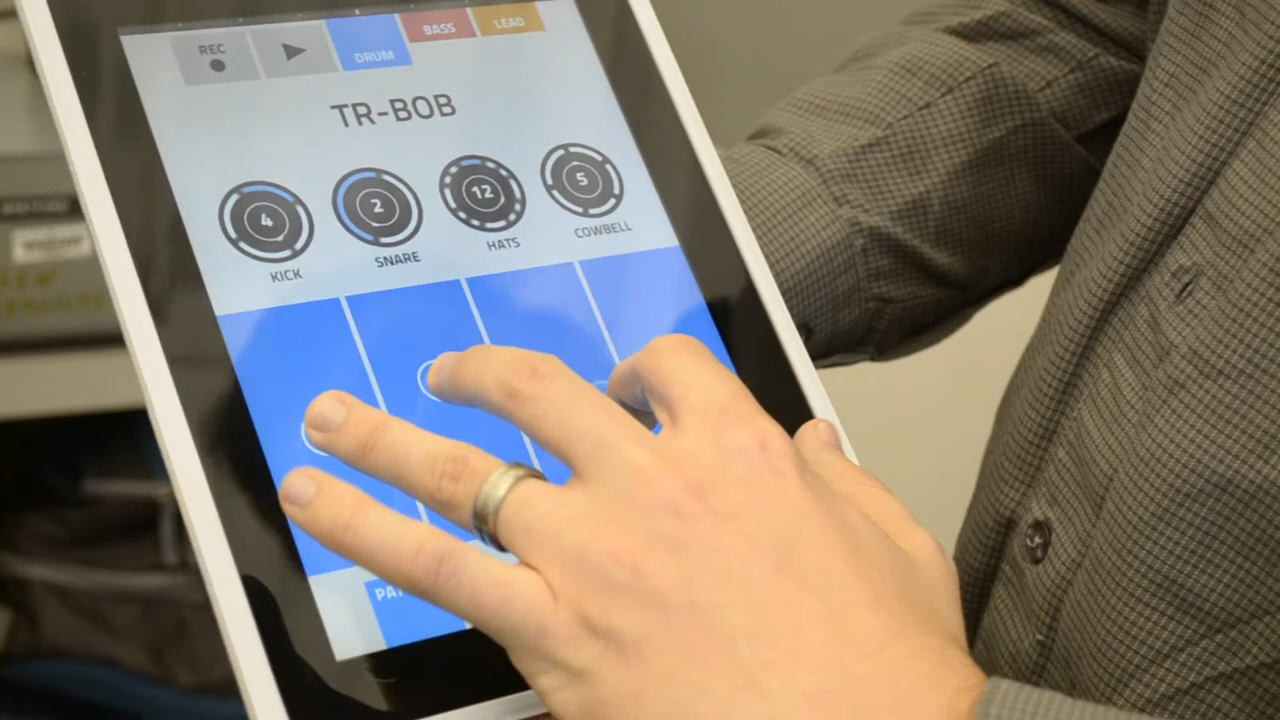 REC
DRUM
BASS
LEAD
TR-BOB
4
2
12
5
KICK
SNARE
HATS
COWBELL